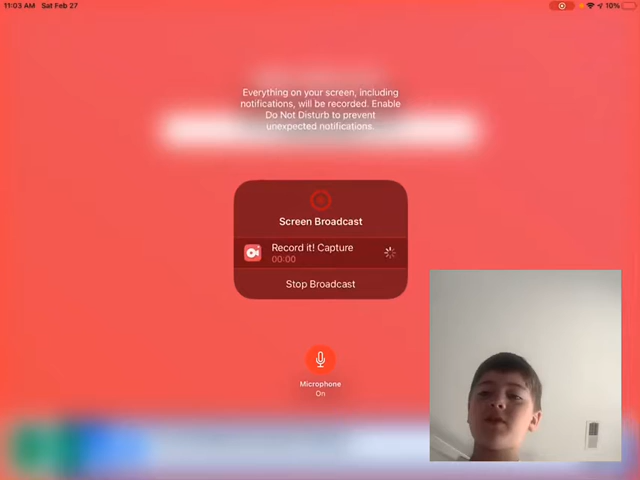 11:03 AM Sat Feb 27
10%
Everything on your screen, including
notifications, will be recorded. Enable
Do Not Disturb to prevent
unexpected notifications.
Screen Broadcast
Record it! Capture
00:00
Stop Broadcast
Microphone
On